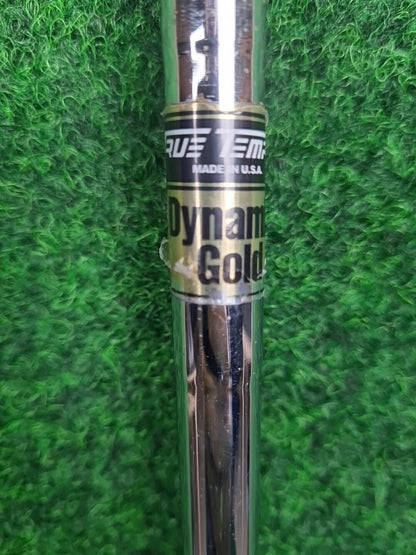 RUE TEMP
MADE IN U.S.A.
Dynam
Gold